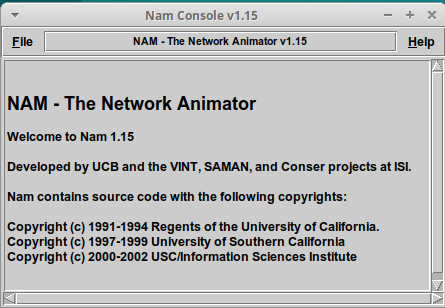 Nam Console v1.15
File
NAM - The Network Animator v1.15
Help
NAM - The Network Animator
Welcome to Nam 1.15
Developed by UCB and the VINT, SAMAN, and Conser projects at ISI.
Nam contains source code with the following copyrights:
Copyright (c) 1991-1994 Regents of the University of California.
Copyright (c) 1997-1999 University of Southern California
Copyright (c) 2000-2002 USC/Information Sciences Institute